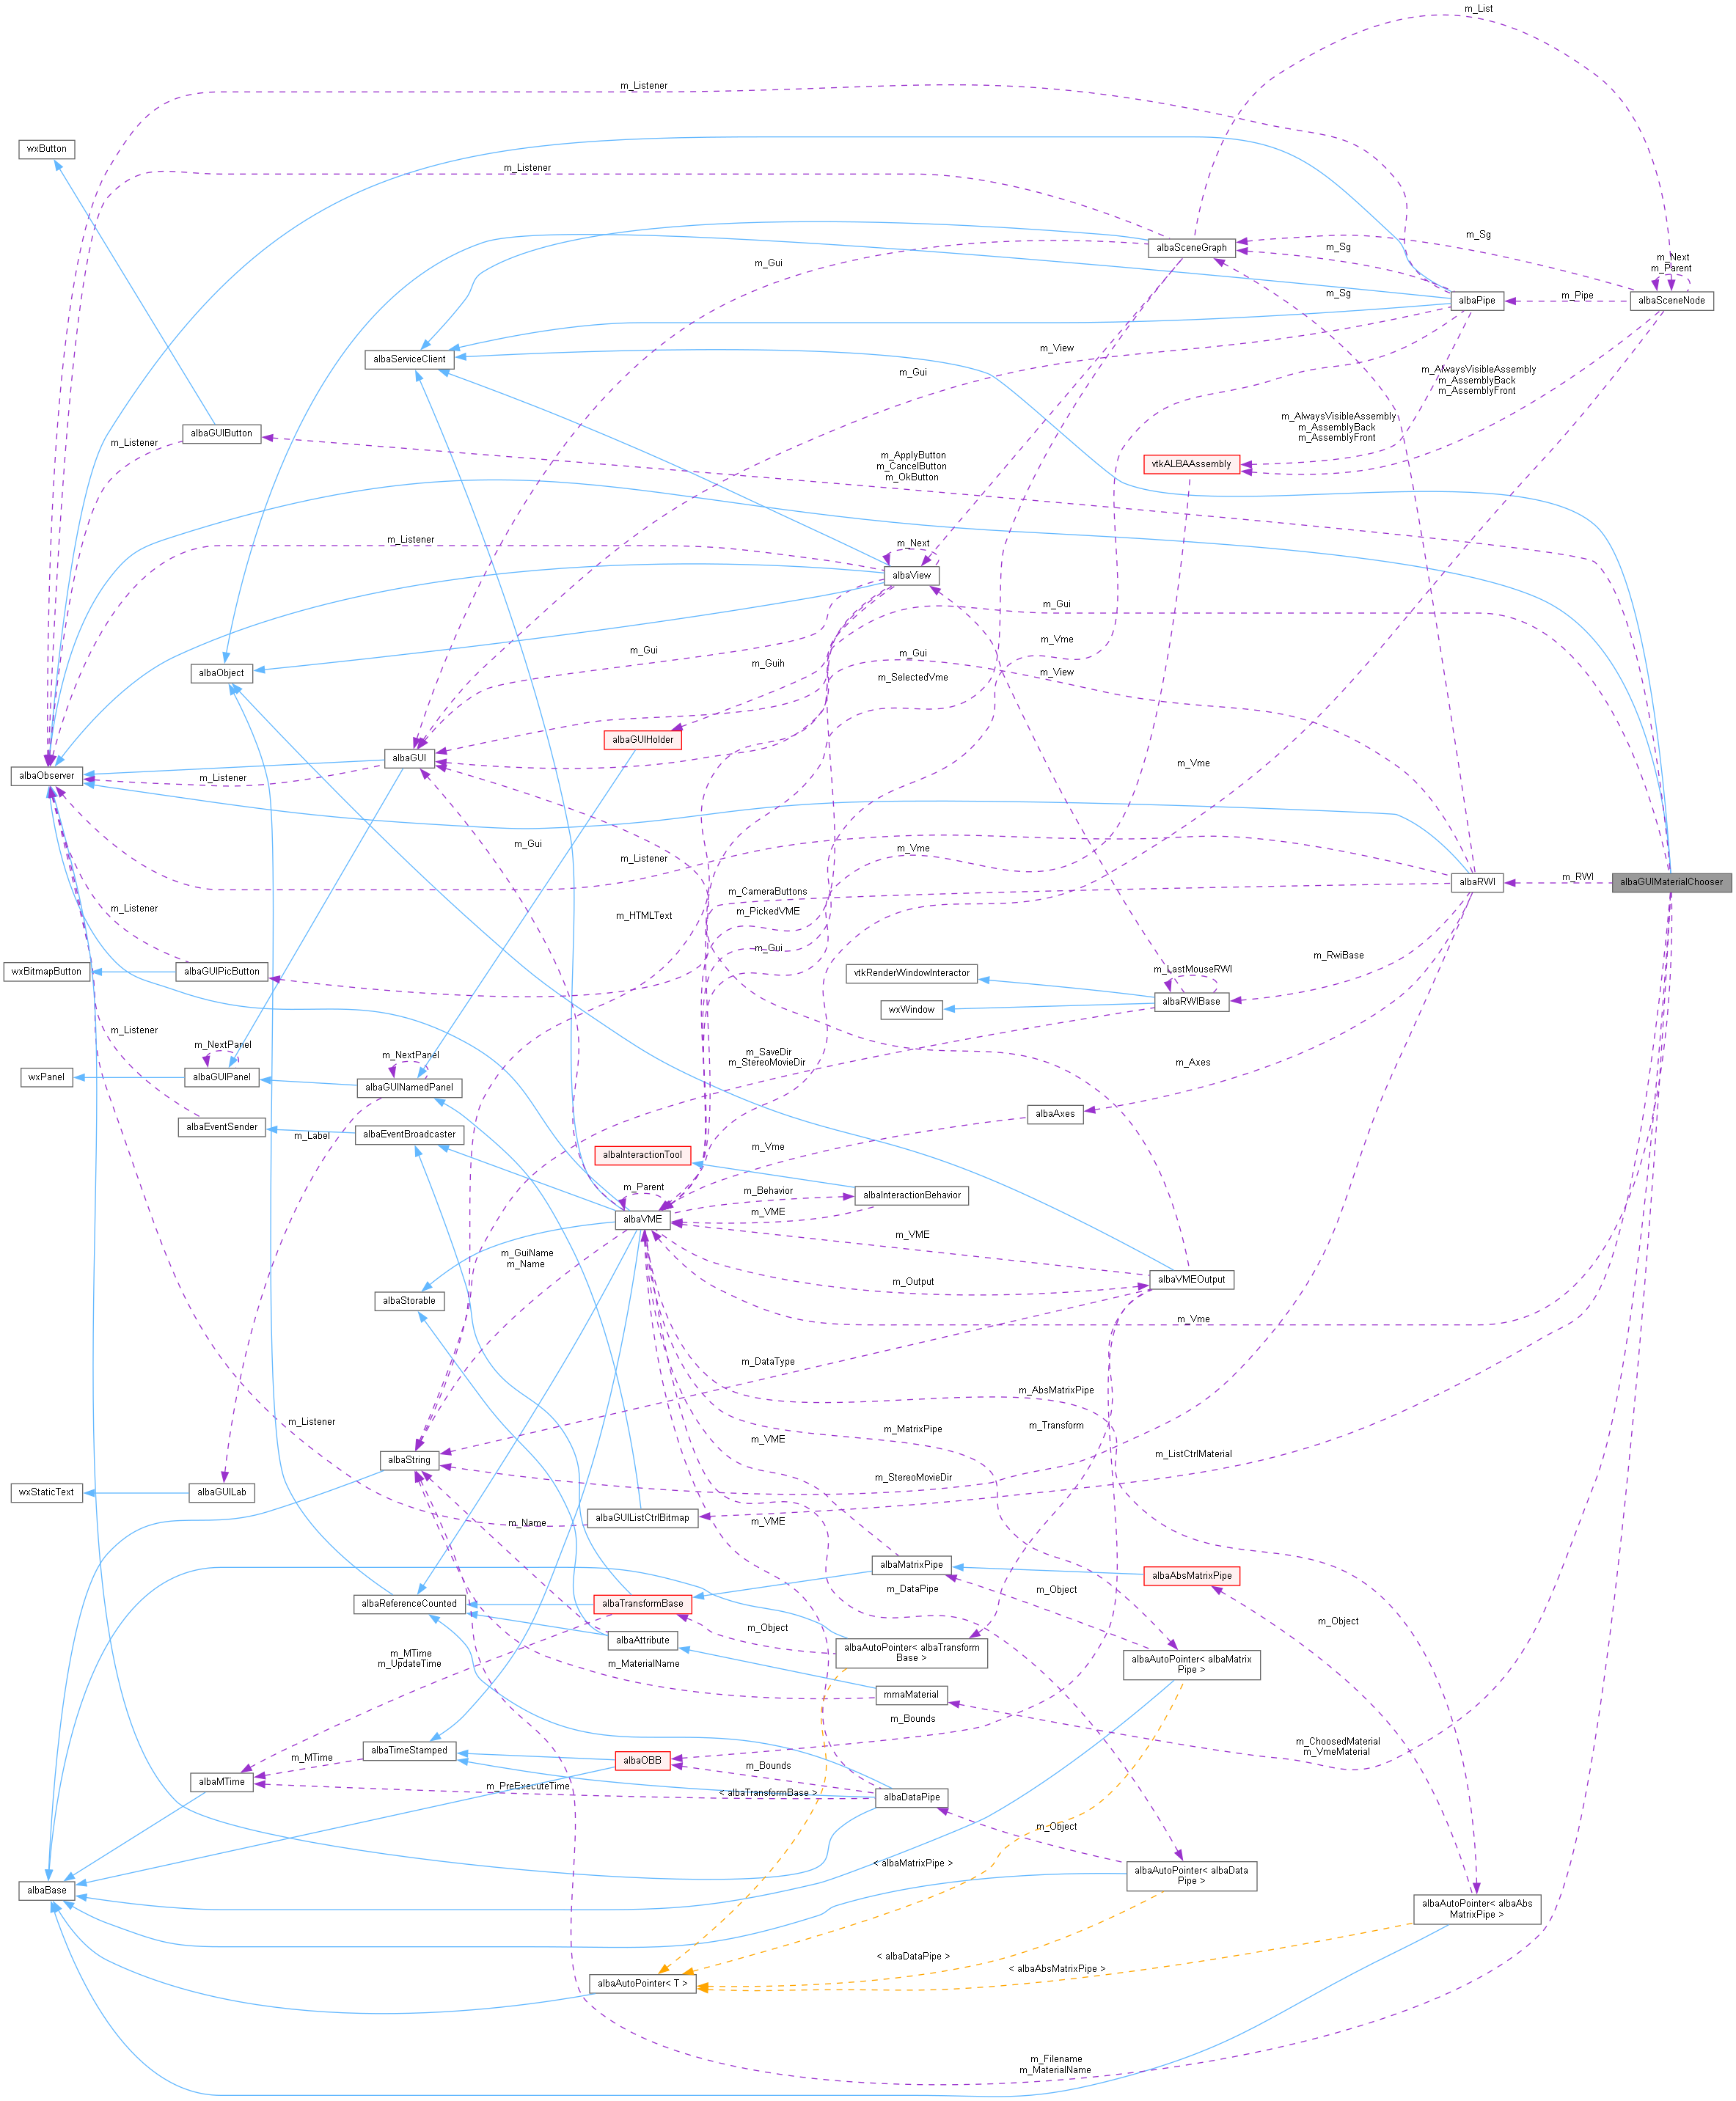 m_List
m_Listener
wxButton
m_Listener
m_Sg
albaSceneGraph
m_Sg
m_Next
m_Parent
m_Gui
m_Sg
m_Pipe
albaPipe
albaSceneNode
m_View
albaServiceClient
m_Gui
m_AlwaysVisibleAssembly
m_AssemblyBack
m_AssemblyFront
m_AlwaysVisibleAssembly
m_AssemblyBack
m_AssemblyFront
albaGUIButton
m_Listener
m_ApplyButton
m_CancelButton
m_OkButton
vtkALBAAssembly
m_Listener
m_Next
albaView
m_Gui
m_Vme
m_Gui
m_Guih
m_Gui
m_View
m_SelectedVme
albaObject
albaGUIHolder
albaGUI
m_Vme
albaObserver
m_Listener
m_Gui
m_Listener
m_Vme
albaRWI
m_RWI
albaGUIMaterialChooser
m_CameraButtons
m_Listener
m_HTMLText
m_PickedVME
m_Gui
m_RwiBase
wxBitmapButton
albaGUIPicButton
vtkRenderWindowInteractor
m_LastMouseRWI
albaRWIBase
wxWindow
m_Listener
m_NextPanel
m_NextPanel
m_SaveDir
m_StereoMovieDir
m_Axes
wxPanel
albaGUIPanel
albaGUINamedPanel
albaAxes
albaEventSender
m_Label
albaEventBroadcaster
m_Vme
albaInteractionTool
m_Parent
m_Behavior
albaInteractionBehavior
m_VME
albaVME
m_VME
m_GuiName
m_Name
m_Output
albaVMEOutput
albaStorable
m_Vme
m_DataType
m_AbsMatrixPipe
m_Listener
m_MatrixPipe
m_Transform
m_VME
m_ListCtrlMaterial
albaString
m_StereoMovieDir
wxStaticText
albaGUILab
m_Name
albaGUIListCtrlBitmap
m_VME
albaMatrixPipe
albaAbsMatrixPipe
m_DataPipe
m_Object
albaReferenceCounted
albaTransformBase
m_Object
m_Object
albaAttribute
albaAutoPointer< albaTransform
Base >
m_MTime
m_UpdateTime
m_MaterialName
albaAutoPointer< albaMatrix
Pipe >
mmaMaterial
m_Bounds
m_ChoosedMaterial
m_VmeMaterial
albaTimeStamped
m_MTime
albaOBB
m_Bounds
albaMTime
m_PreExecuteTime
< albaTransformBase >
albaDataPipe
m_Object
< albaMatrixPipe >
albaAutoPointer< albaData
Pipe >
albaBase
albaAutoPointer< albaAbs
MatrixPipe >
< albaDataPipe >
< albaAbsMatrixPipe >
albaAutoPointer< T >
m_Filename
m_MaterialName